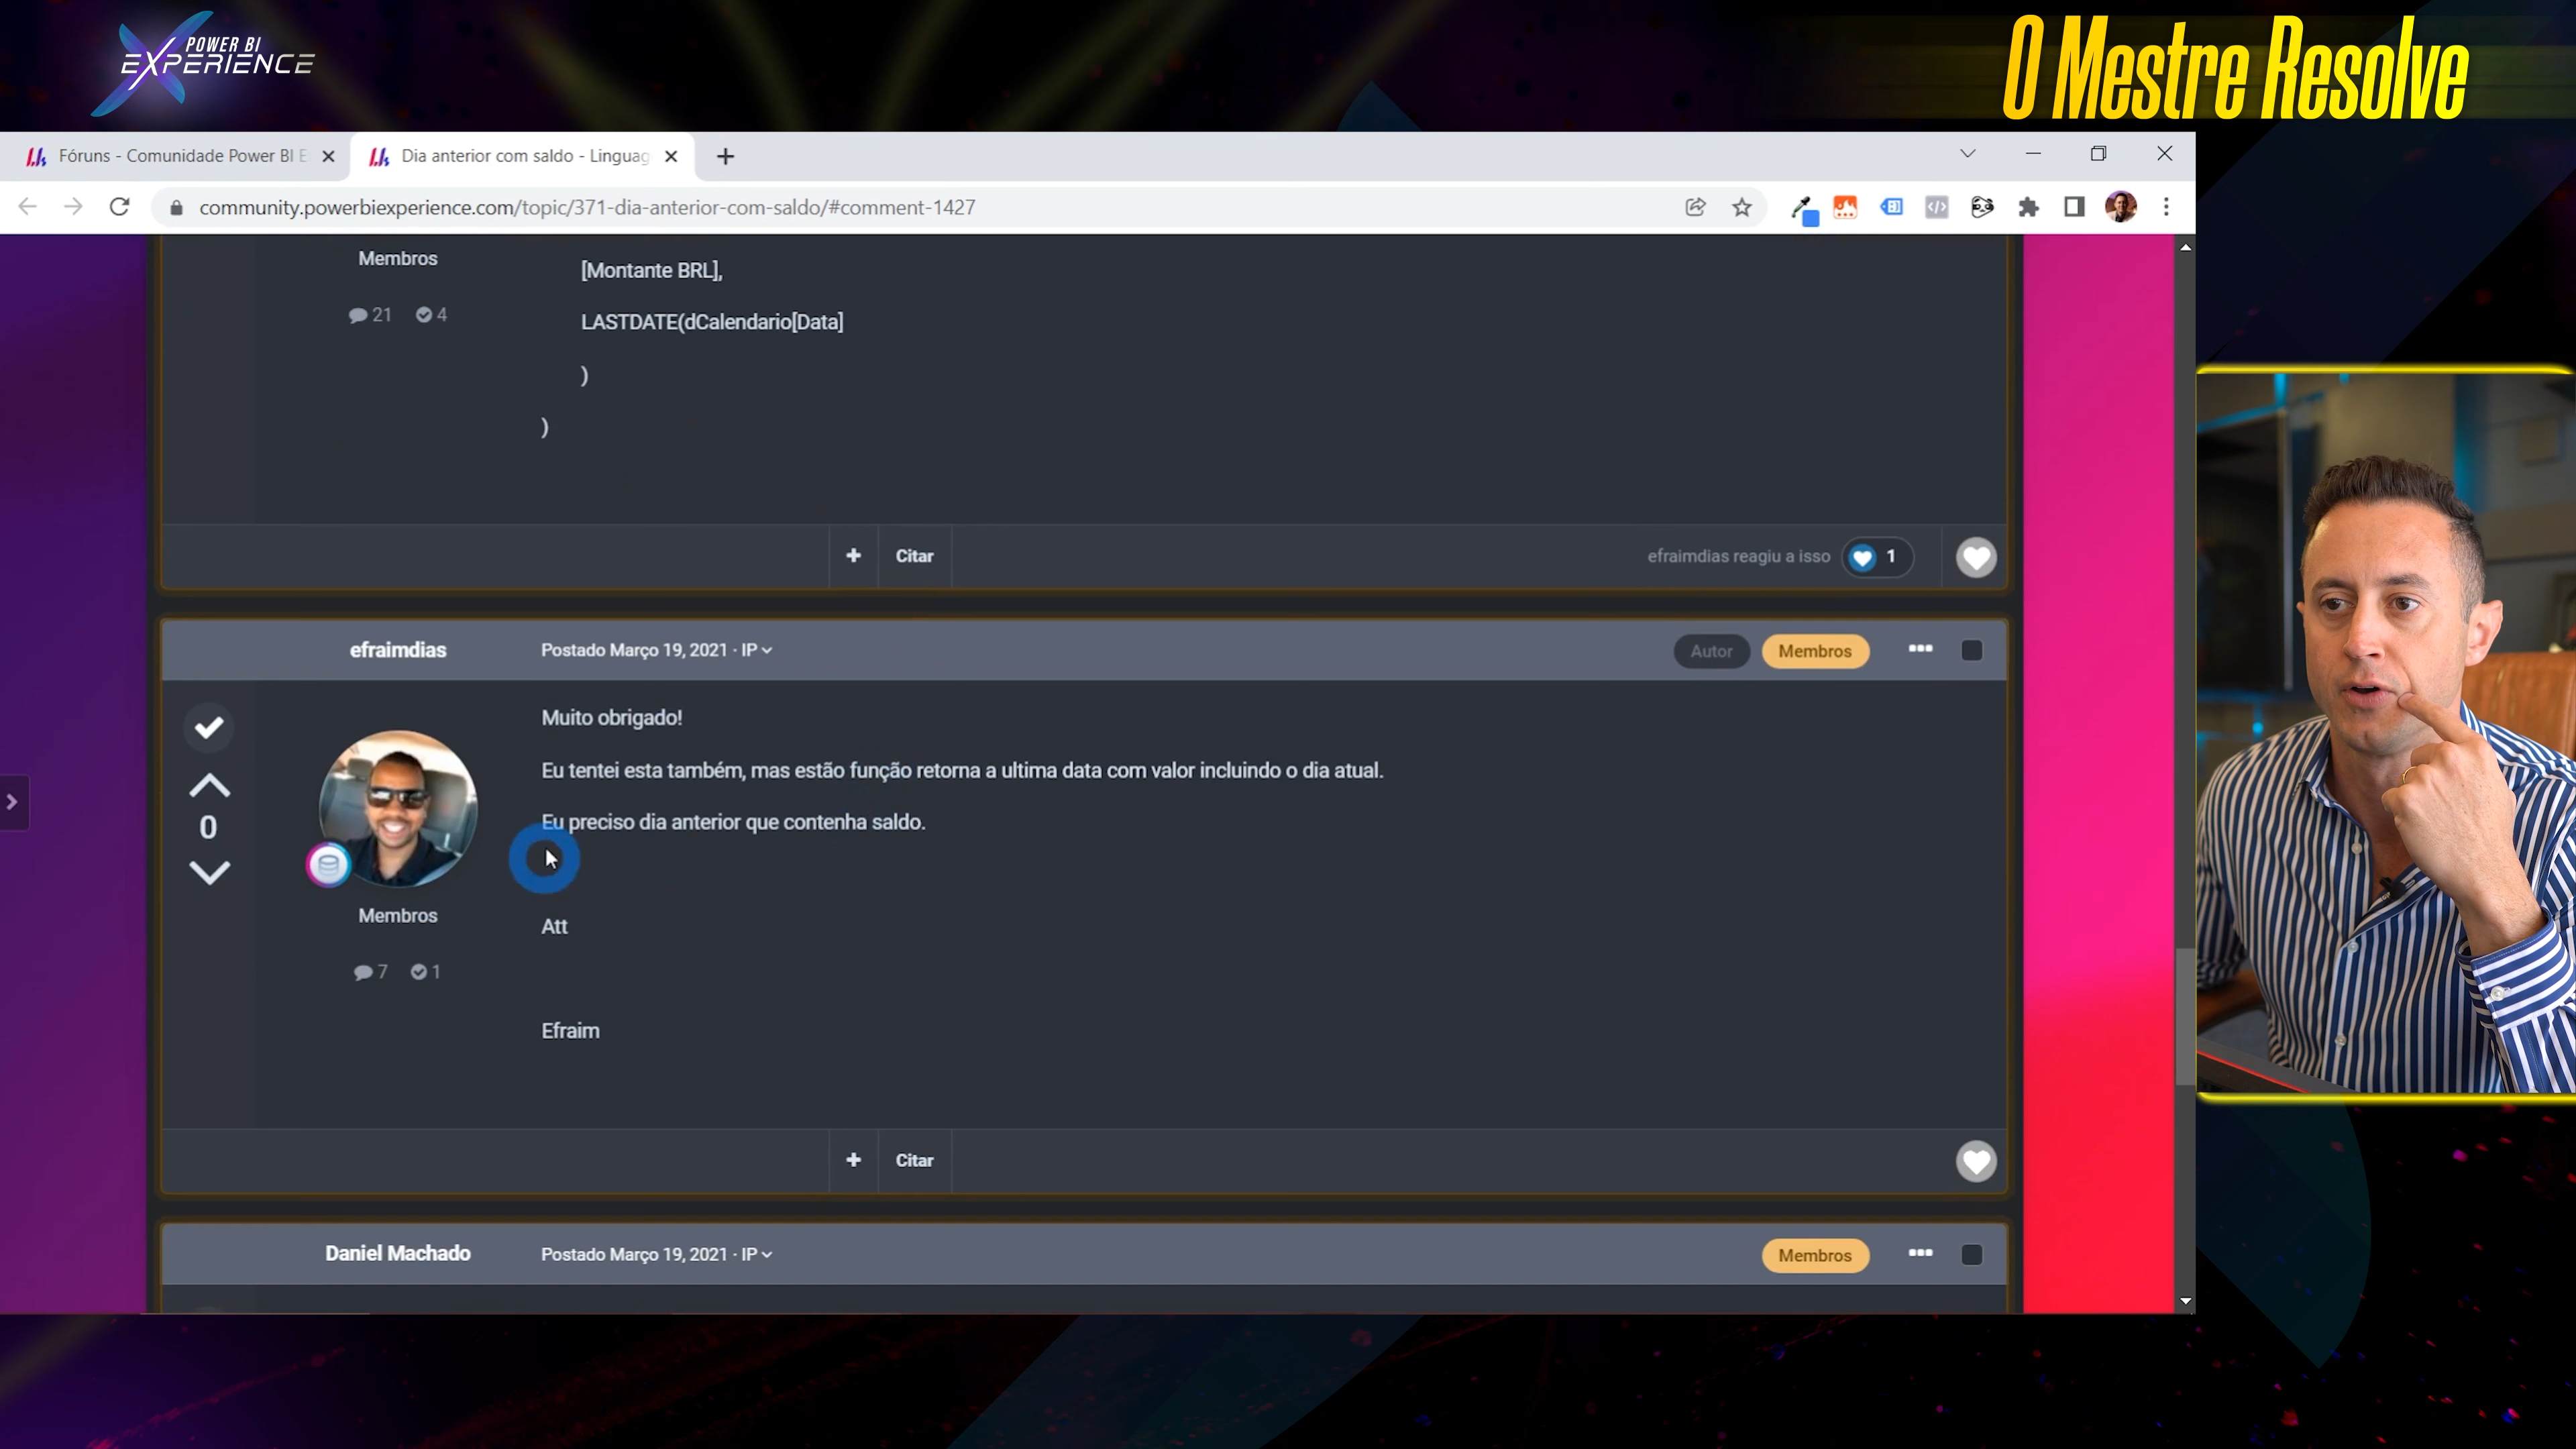 POWER BI
EXPERIENCE
O Mestre Resolve
Fóruns - Comunidade Power BI E
Dia anterior com saldo - Linguag
community.powerbiexperience.com/topic/371-dia-anterior-com-saldo/#comment-1427
Membros
21 4
[Montante BRL],
LASTDATE(dCalendario[Data]
)
)
+ Citar
efraimdias reagiu a isso 1
efraimdias
Postado Março 19, 2021 · IP
Autor Membros
Muito obrigado!
Eu tentei esta também, mas estão função retorna a ultima data com valor incluindo o dia atual.
0
Eu preciso dia anterior que contenha saldo.
Membros
Att
7 1
Efraim
+ Citar
Daniel Machado
Postado Março 19, 2021 · IP
Membros